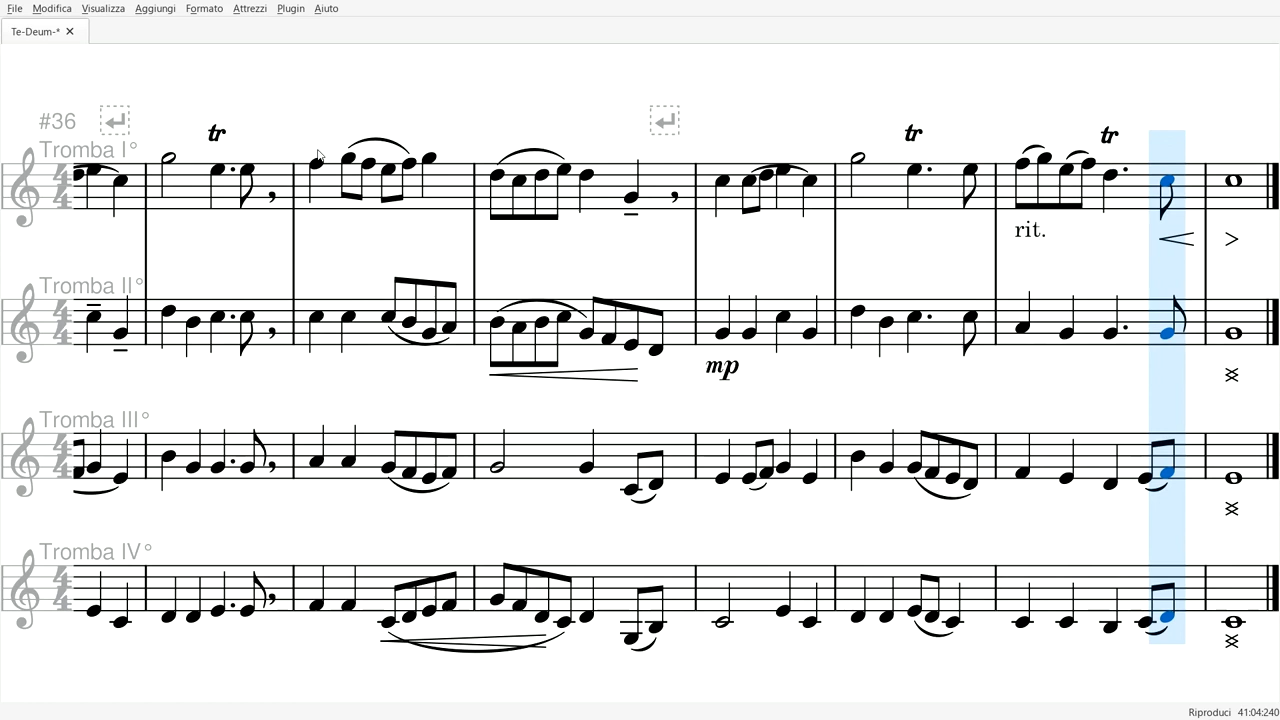 File Modifica Visualizza Aggiungi Formato Attrezzi Plugin Aiuto
Te-Deum-* ✕
#36
Tromba I°
tr tr tr
rit.
Tromba II°
mp
Tromba III°
Tromba IV°
Riproduci 41:04:240